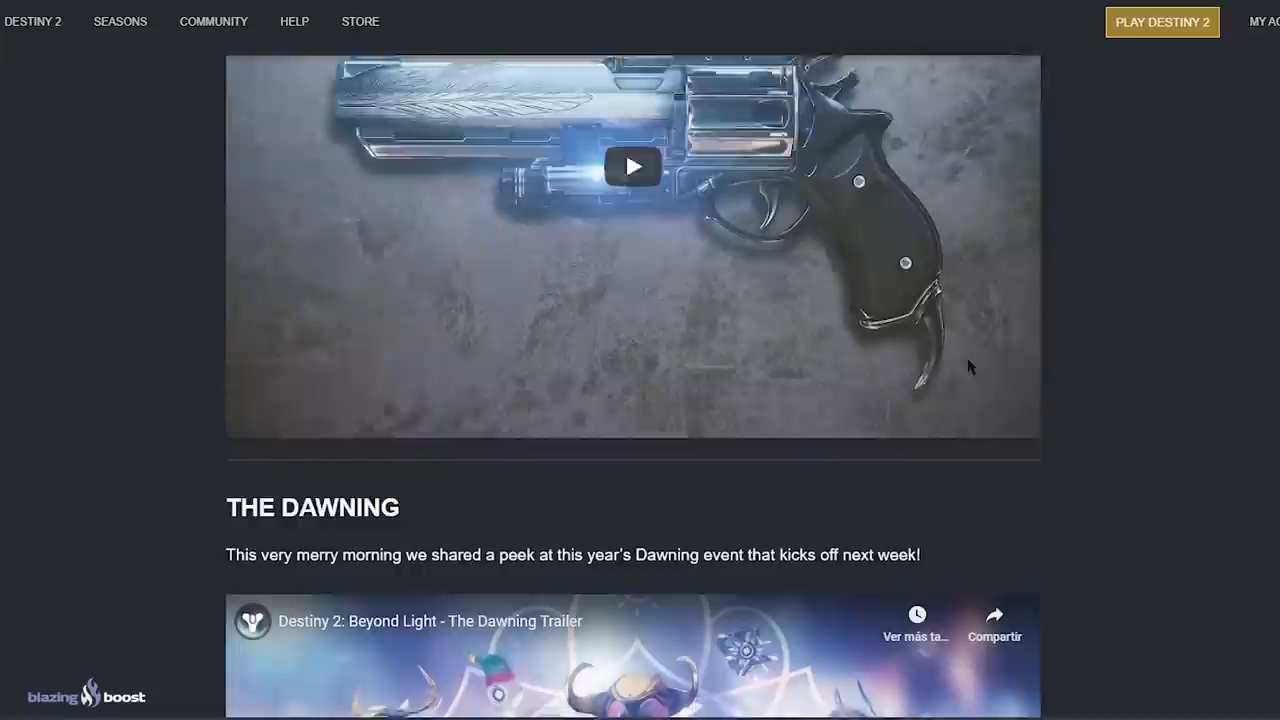 DESTINY 2 SEASONS COMMUNITY HELP STORE PLAY DESTINY 2 MY AC
THE DAWNING
This very merry morning we shared a peek at this year's Dawning event that kicks off next week!
Destiny 2: Beyond Light - The Dawning Trailer
Ver más ta... Compartir
blazing boost